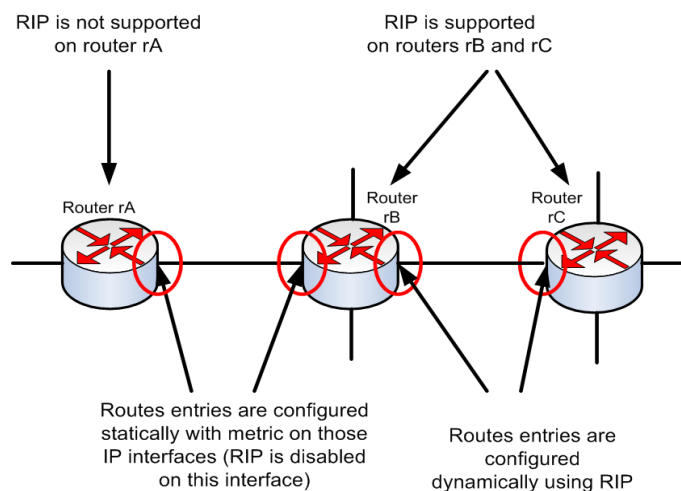 RIP is not supported
on router rA
RIP is supported
on routers rB and rC
Router rA
Router
rB
Router
rC
Routes entries are configured
statically with metric on those
IP interfaces (RIP is disabled
on this interface)
Routes entries are
configured
dynamically using RIP